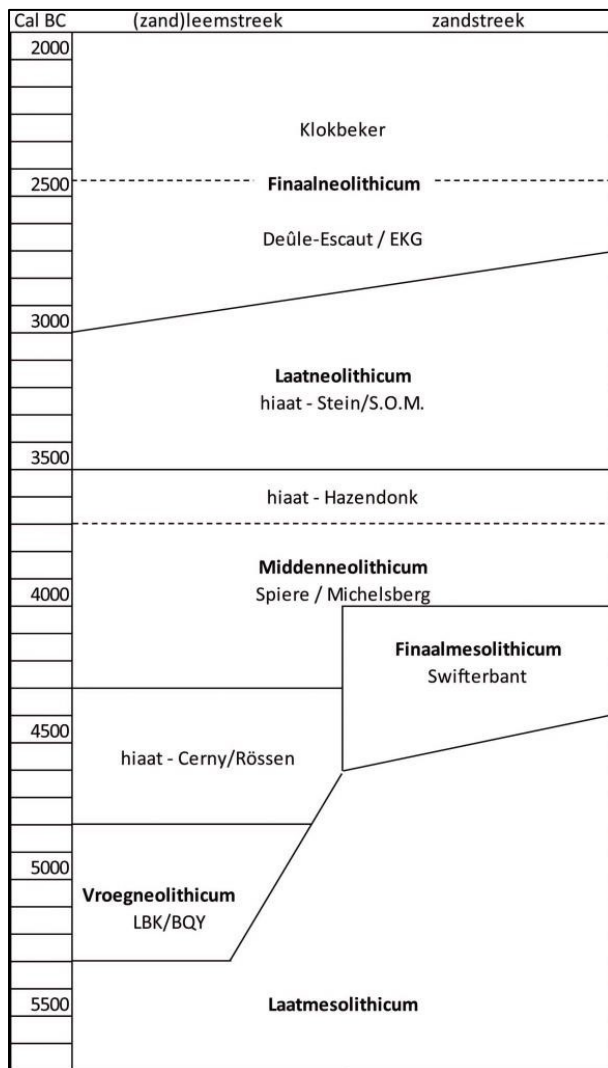 Cal BC (zand)leemstreek zandstreek
2000
Klokbeker
2500 Finaalneolithicum
Deûle-Escaut / EKG
3000
Laatneolithicum
hiaat - Stein/S.O.M.
3500
hiaat - Hazendonk
Middenneolithicum
4000 Spiere / Michelsberg
Finaalmesolithicum
Swifterbant
4500
hiaat - Cerny/Rössen
5000
Vroegneolithicum
LBK/BQY
5500 Laatmesolithicum